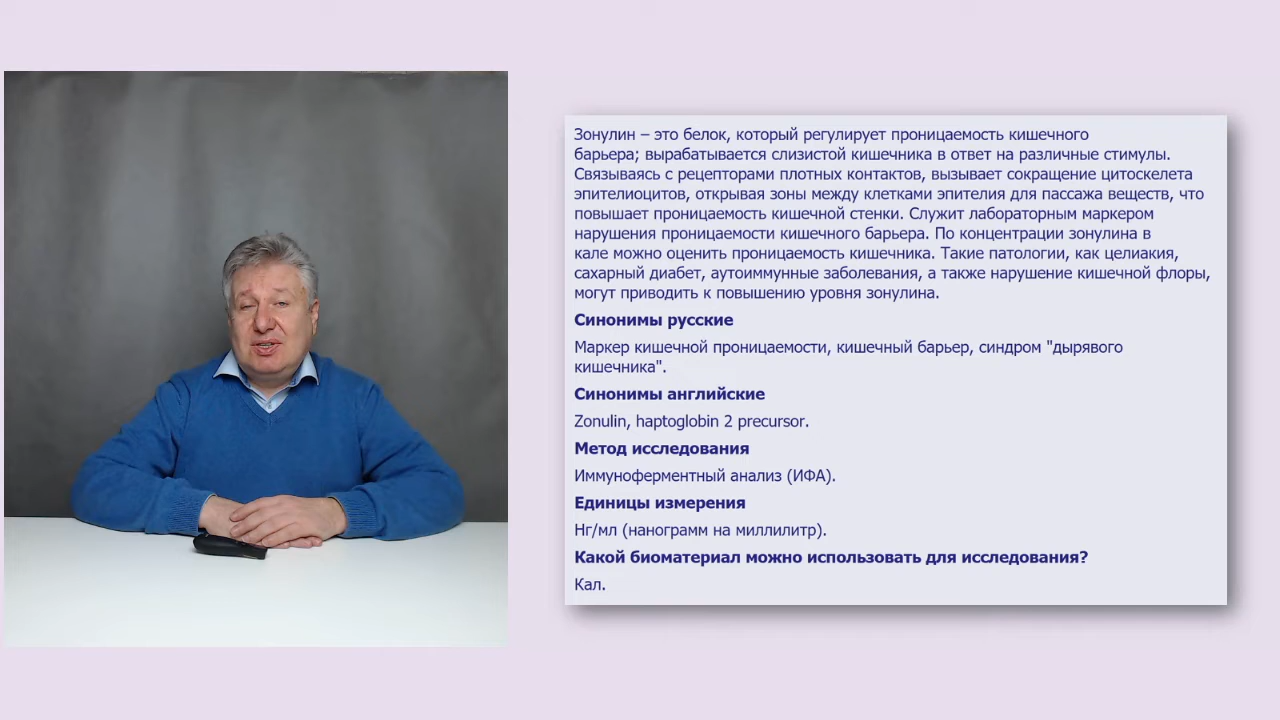 Зонулин – это белок, который регулирует проницаемость кишечного
барьера; вырабатывается слизистой кишечника в ответ на различные стимулы.
Связываясь с рецепторами плотных контактов, вызывает сокращение цитоскелета
эпителиоцитов, открывая зоны между клетками эпителия для пассажа веществ, что
повышает проницаемость кишечной стенки. Служит лабораторным маркером
нарушения проницаемости кишечного барьера. По концентрации зонулина в
кале можно оценить проницаемость кишечника. Такие патологии, как целиакия,
сахарный диабет, аутоиммунные заболевания, а также нарушение кишечной флоры,
могут приводить к повышению уровня зонулина.
Синонимы русские
Маркер кишечной проницаемости, кишечный барьер, синдром "дырявого
кишечника".
Синонимы английские
Zonulin, haptoglobin 2 precursor.
Метод исследования
Иммуноферментный анализ (ИФА).
Единицы измерения
Нг/мл (нанограмм на миллилитр).
Какой биоматериал можно использовать для исследования?
Кал.